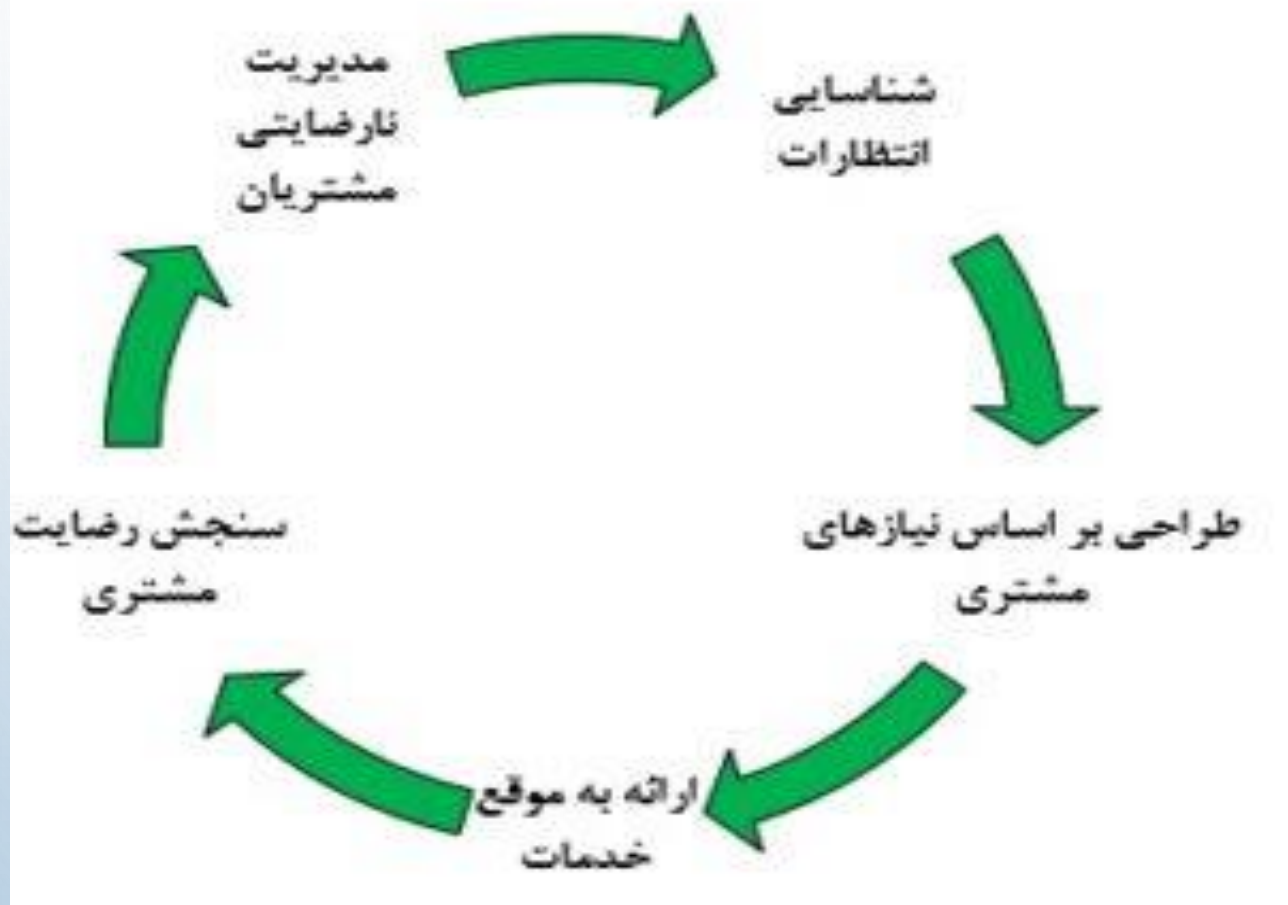 مدیریت
نارضایتی
مشتریان
شناسایی
انتظارات
طراحی بر اساس نیازهای
مشتری
ارائه به موقع
خدمات
سنجش رضایت
مشتری